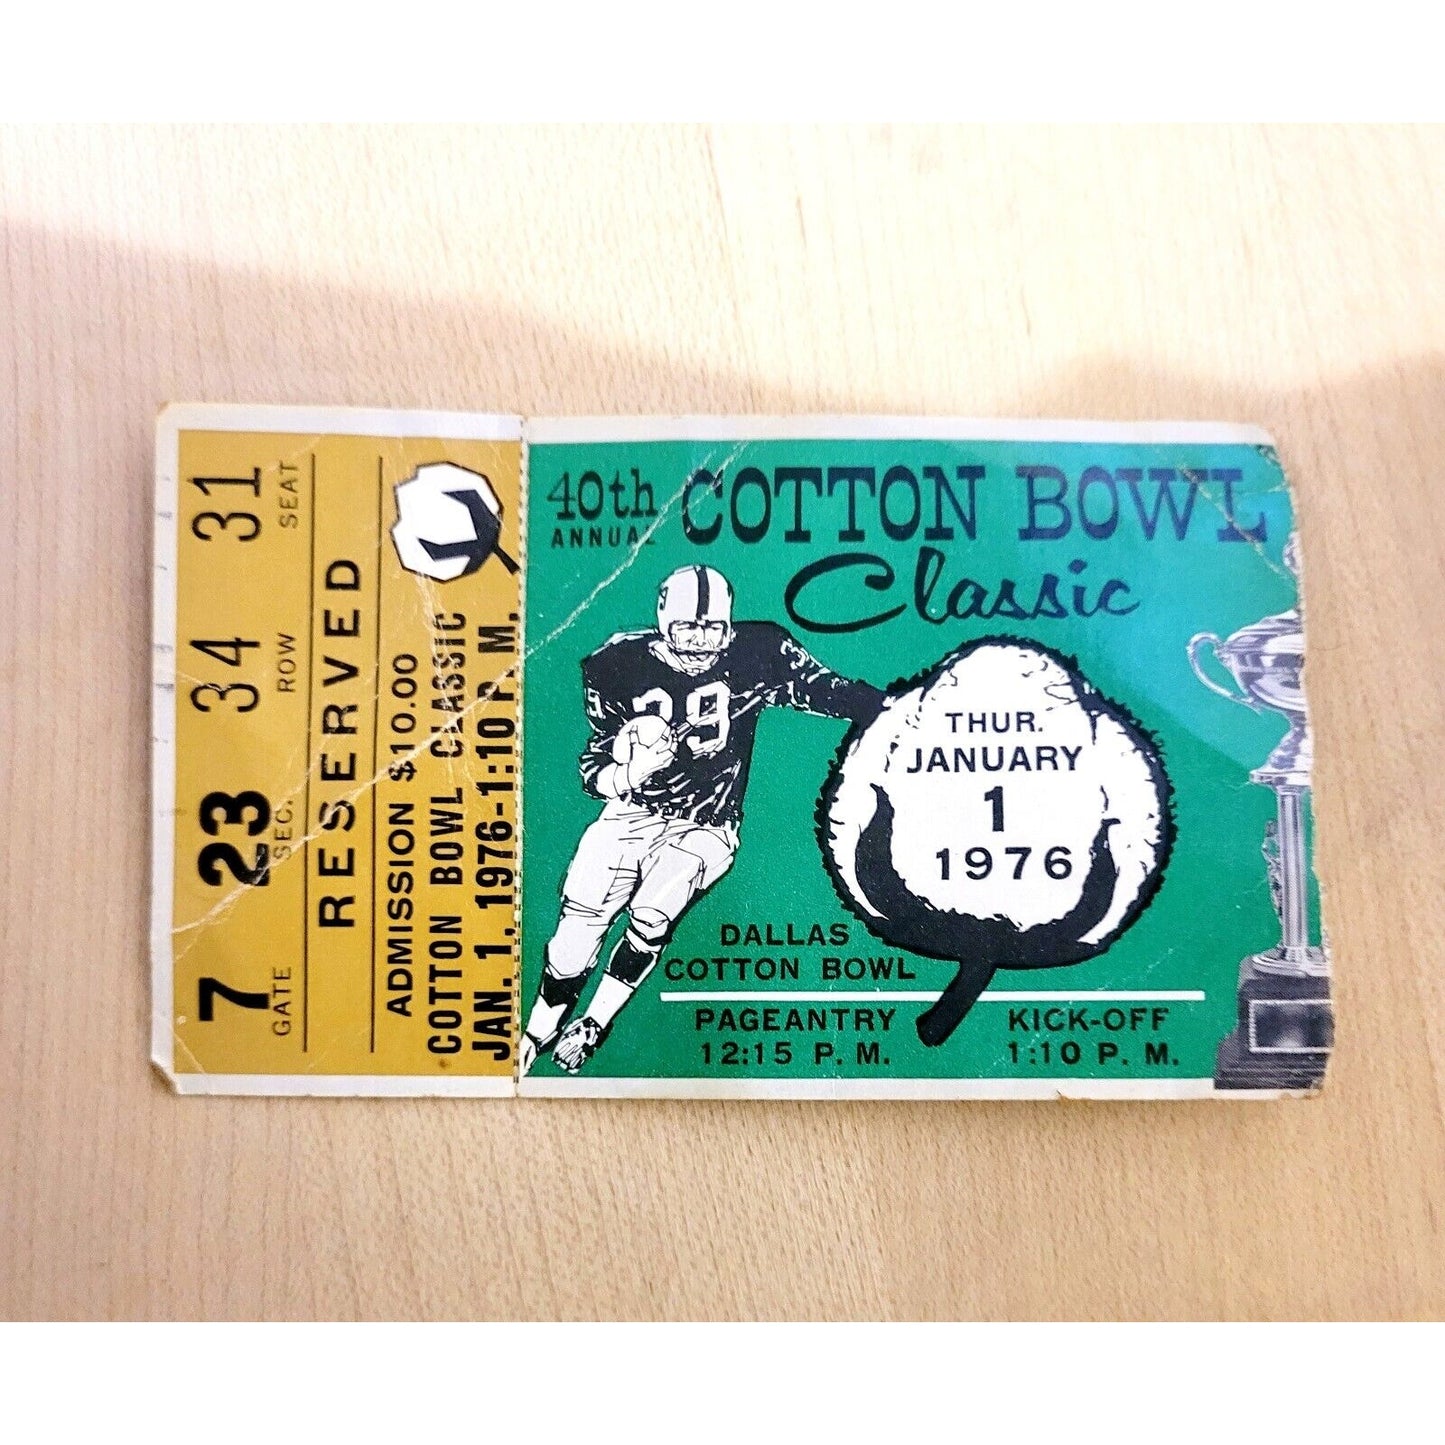 31
SEAT
34
ROW
23
SEC.
7
GATE
RESERVED
ADMISSION $10.00
COTTON BOWL CLASSIC
JAN. 1, 1976-1:10 P. M.
40th
ANNUAL
COTTON BOWL
Classic
39
39
THUR.
JANUARY
1
1976
DALLAS
COTTON BOWL
PAGEANTRY
12:15 P. M.
KICK-OFF
1:10 P. M.